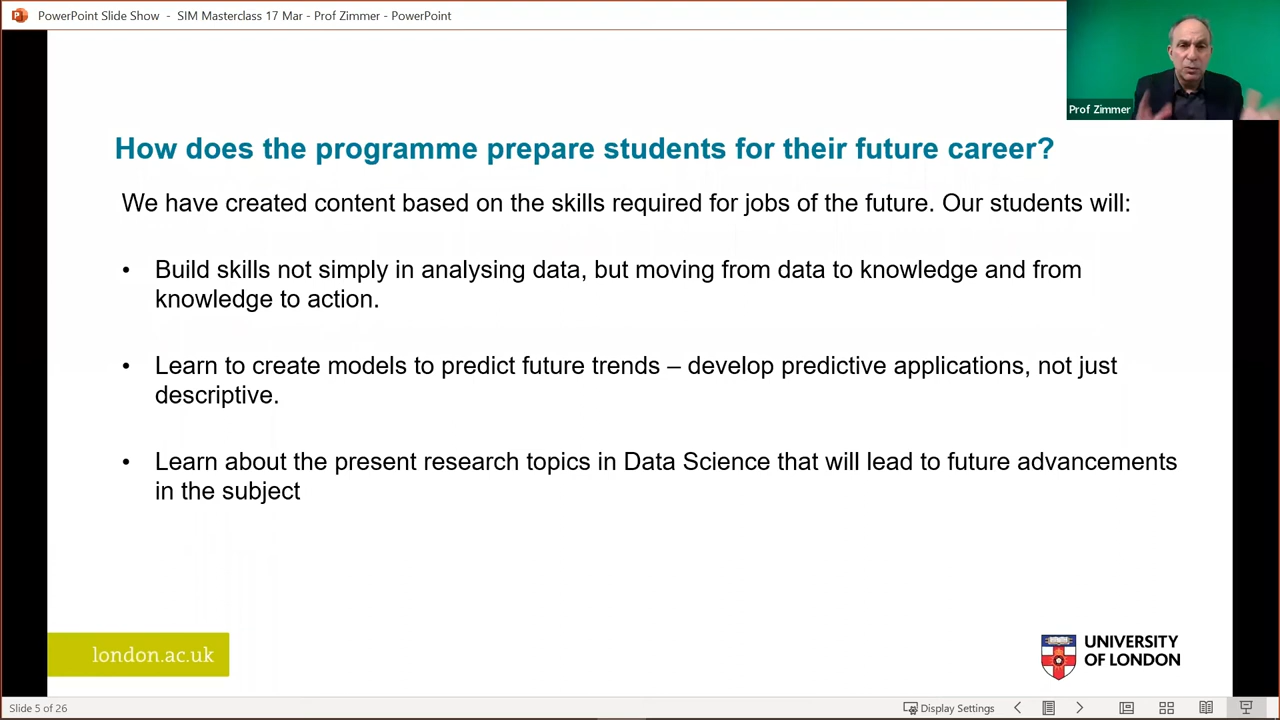 PowerPoint Slide Show - SIM Masterclass 17 Mar - Prof Zimmer - PowerPoint
Prof Zimmer
How does the programme prepare students for their future career?
We have created content based on the skills required for jobs of the future. Our students will:
• Build skills not simply in analysing data, but moving from data to knowledge and from
knowledge to action.
• Learn to create models to predict future trends – develop predictive applications, not just
descriptive.
• Learn about the present research topics in Data Science that will lead to future advancements
in the subject
london.ac.uk
UNIVERSITY
OF LONDON
Slide 5 of 26
Display Settings